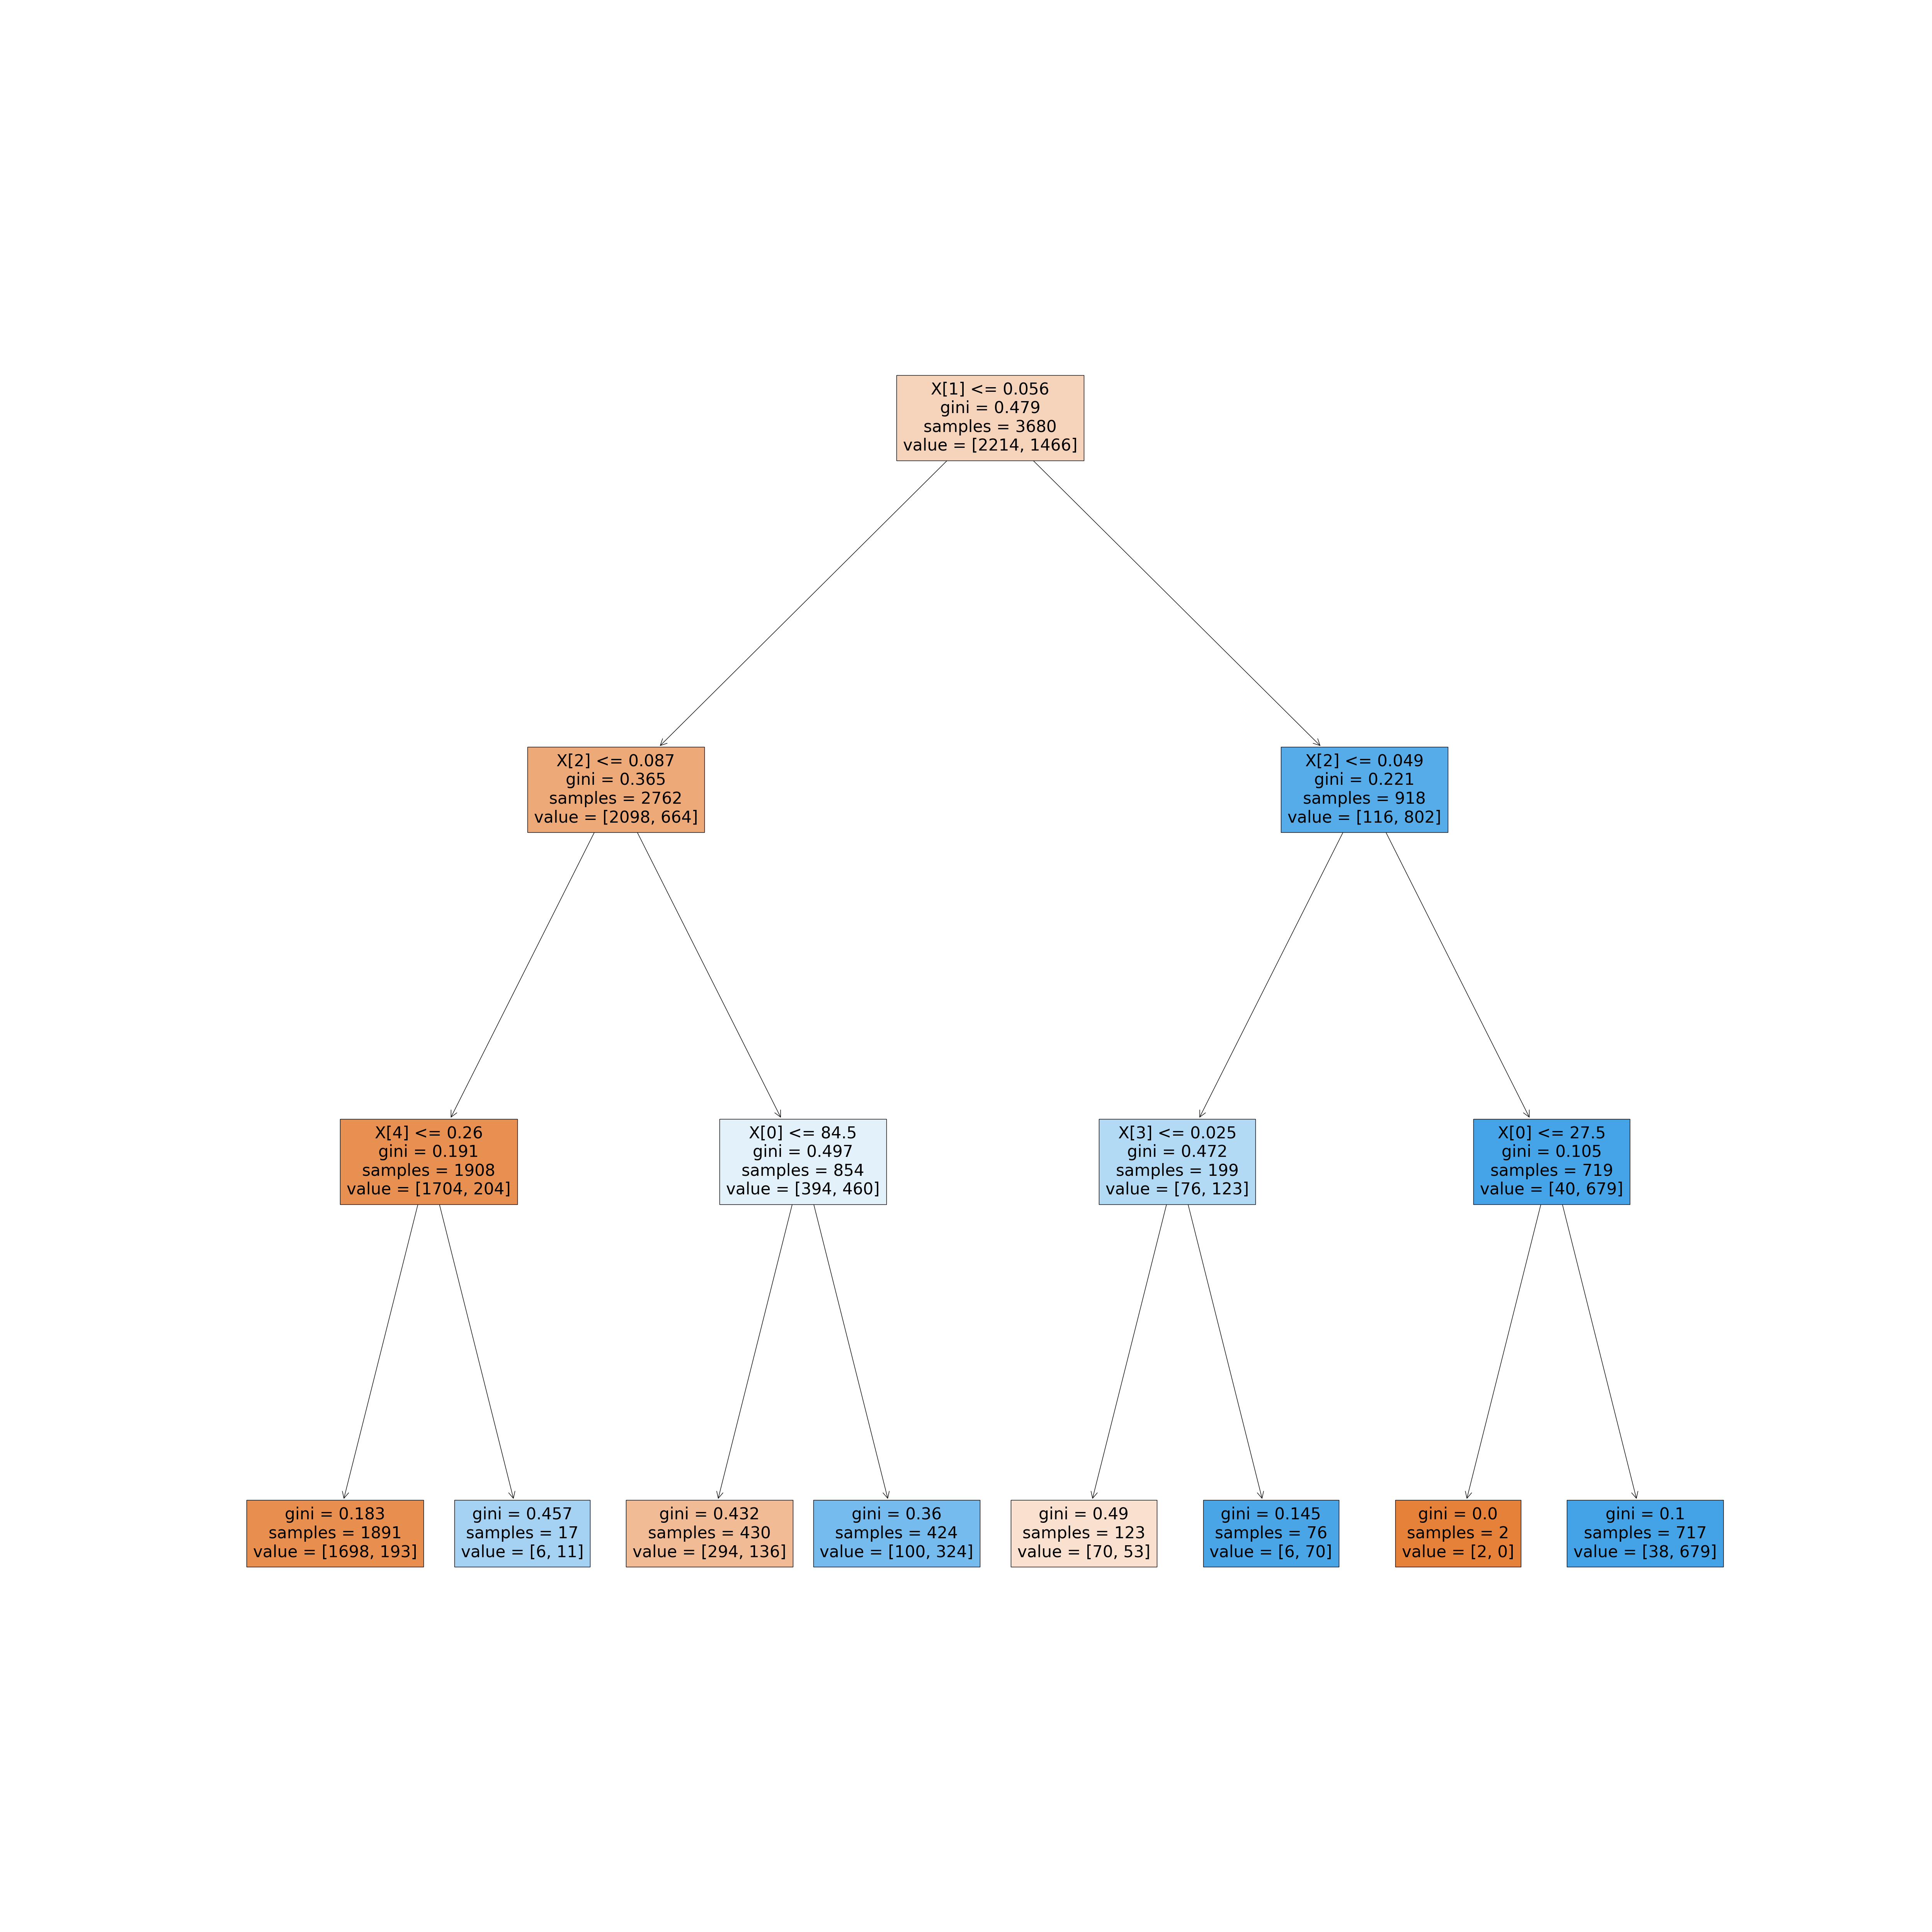 X[1] <= 0.056
gini = 0.479
samples = 3680
value = [2214, 1466]
X[2] <= 0.087
gini = 0.365
samples = 2762
value = [2098, 664]
X[2] <= 0.049
gini = 0.221
samples = 918
value = [116, 802]
X[4] <= 0.26
gini = 0.191
samples = 1908
value = [1704, 204]
X[0] <= 84.5
gini = 0.497
samples = 854
value = [394, 460]
X[3] <= 0.025
gini = 0.472
samples = 199
value = [76, 123]
X[0] <= 27.5
gini = 0.105
samples = 719
value = [40, 679]
gini = 0.183
samples = 1891
value = [1698, 193]
gini = 0.457
samples = 17
value = [6, 11]
gini = 0.432
samples = 430
value = [294, 136]
gini = 0.36
samples = 424
value = [100, 324]
gini = 0.49
samples = 123
value = [70, 53]
gini = 0.145
samples = 76
value = [6, 70]
gini = 0.0
samples = 2
value = [2, 0]
gini = 0.1
samples = 717
value = [38, 679]